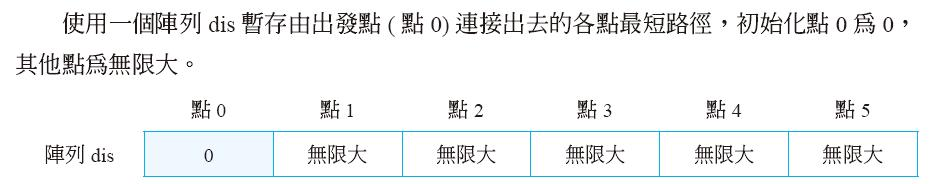 使用一個陣列 dis 暫存由出發點 ( 點 0) 連接出去的各點最短路徑，初始化點 0 為 0，
其他點為無限大。
點 0 點 1 點 2 點 3 點 4 點 5
陣列 dis 0 無限大 無限大 無限大 無限大 無限大